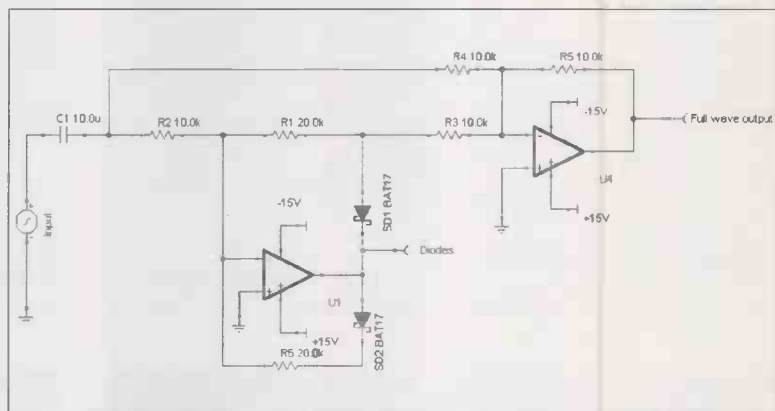 R4 10.0k
R5 10.0k
C1 10.0u
R2 10.0k
R1 20.0k
R3 10.0k
-15V
Full wave output
U4
+15V
Input
-15V
SD1 BAT17
Diodes
U1
+15V
SD2 BAT17
R5 20.0k